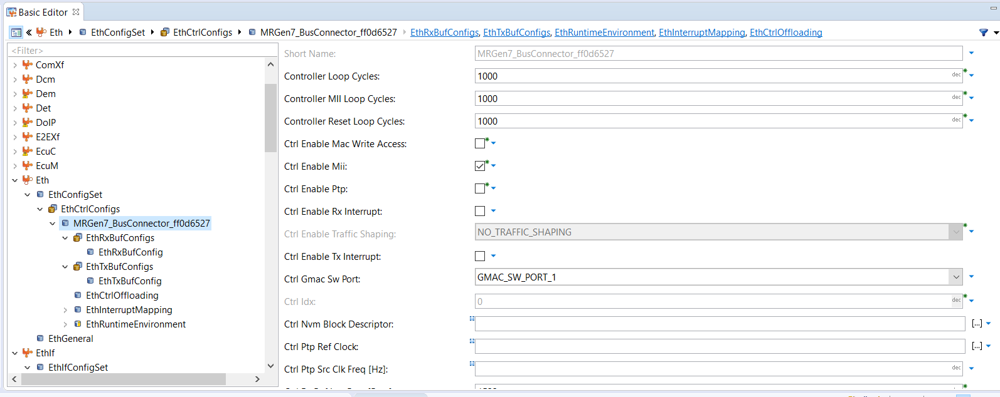 Basic Editor
Eth EthConfigSet EthCtrlConfigs MRGen7_BusConnector_ff0d6527 EthRxBufConfigs, EthTxBufConfigs, EthRuntimeEnvironment, EthInterruptMapping, EthCtrlOffloading
<Filter>
ComXf
Dcm
Dem
Det
DoIP
E2EXf
EcuC
EcuM
Eth
EthConfigSet
EthCtrlConfigs
MRGen7_BusConnector_ff0d6527
EthRxBufConfigs
EthRxBufConfig
EthTxBufConfigs
EthTxBufConfig
EthCtrlOffloading
EthInterruptMapping
EthRuntimeEnvironment
EthGeneral
EthIf
EthIfConfigSet
Short Name: MRGen7_BusConnector_ff0d6527
Controller Loop Cycles: 1000 dec
Controller MII Loop Cycles: 1000 dec
Controller Reset Loop Cycles: 1000 dec
Ctrl Enable Mac Write Access:
Ctrl Enable Mii:
Ctrl Enable Ptp:
Ctrl Enable Rx Interrupt:
Ctrl Enable Traffic Shaping: NO_TRAFFIC_SHAPING
Ctrl Enable Tx Interrupt:
Ctrl Gmac Sw Port: GMAC_SW_PORT_1
Ctrl Idx: 0 dec
Ctrl Nvm Block Descriptor: [...]
Ctrl Ptp Ref Clock: [...]
Ctrl Ptp Src Clk Freq [Hz]: dec